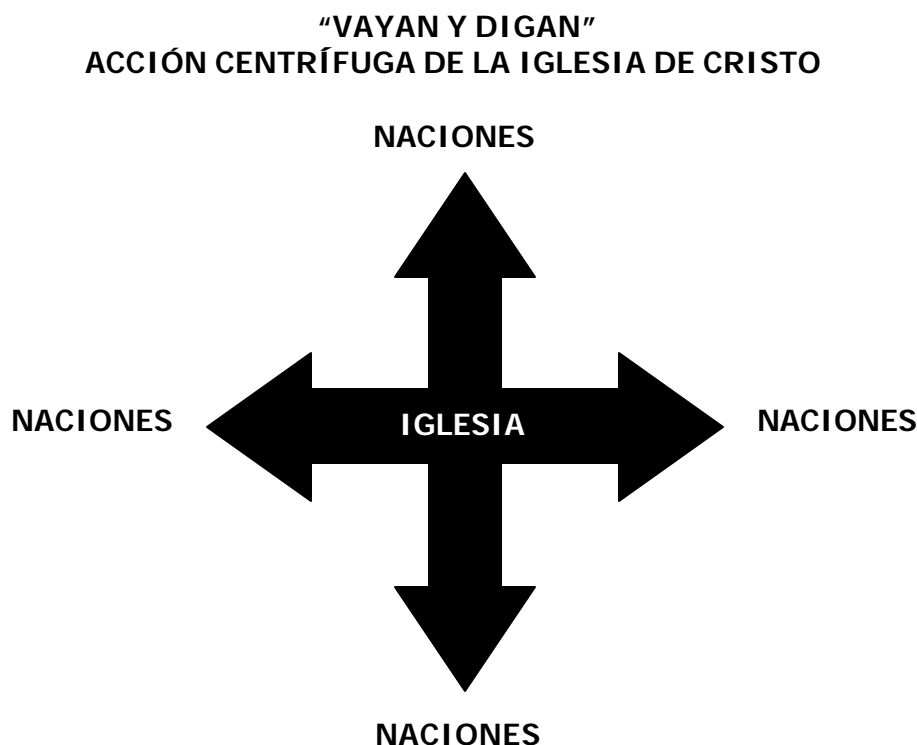 “VAYAN Y DIGAN”
ACCIÓN CENTRÍFUGA DE LA IGLESIA DE CRISTO
NACIONES
NACIONES
IGLESIA
NACIONES
NACIONES